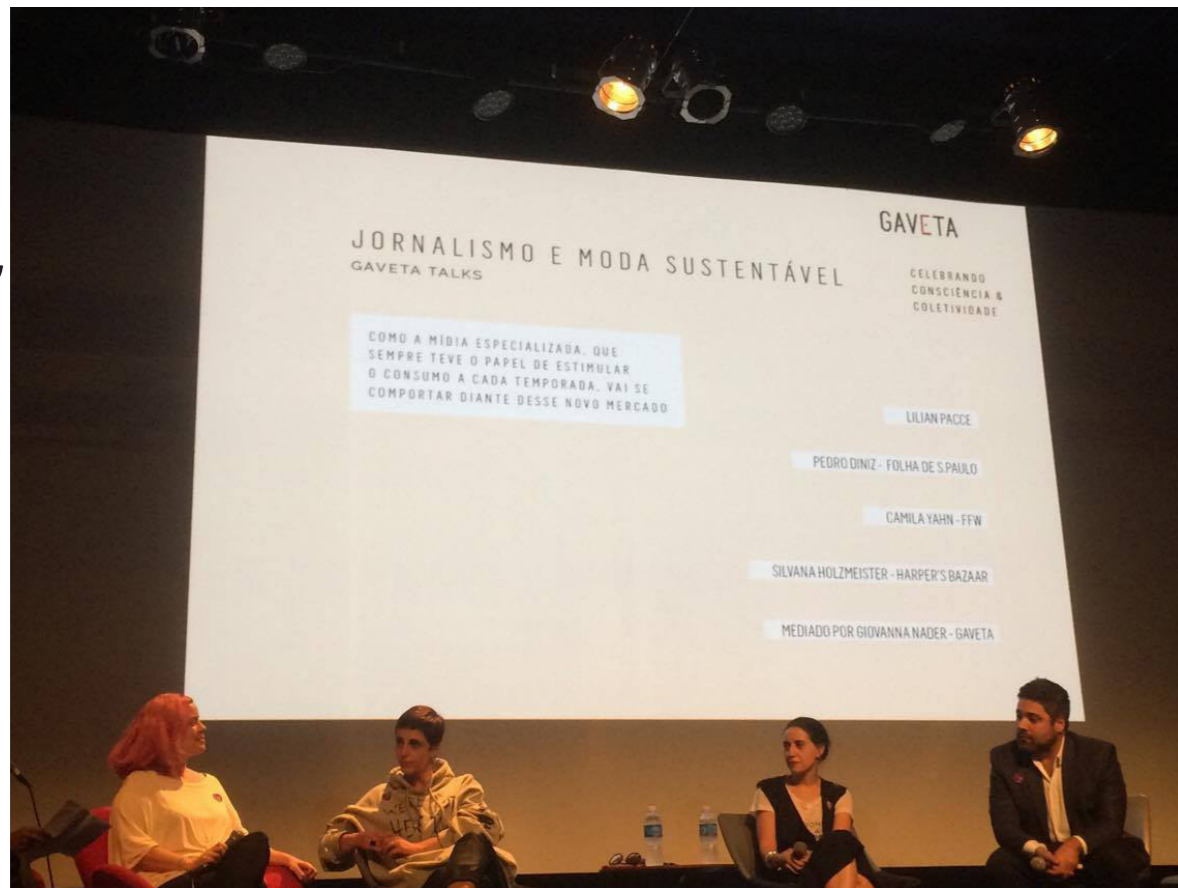 JORNALISMO E MODA SUSTENTÁVEL
GAVETA TALKS
GAVETA
CELEBRANDO
CONSCIÊNCIA &
COLETIVIDADE
COMO A MÍDIA ESPECIALIZADA, QUE
SEMPRE TEVE O PAPEL DE ESTIMULAR
O CONSUMO A CADA TEMPORADA, VAI SE
COMPORTAR DIANTE DESSE NOVO MERCADO
LILIAN PACCE
PEDRO DINIZ - FOLHA DE S.PAULO
CAMILA YAHN - FFW
SILVANA HOLZMEISTER - HARPER'S BAZAAR
MEDIADO POR GIOVANNA NADER - GAVETA